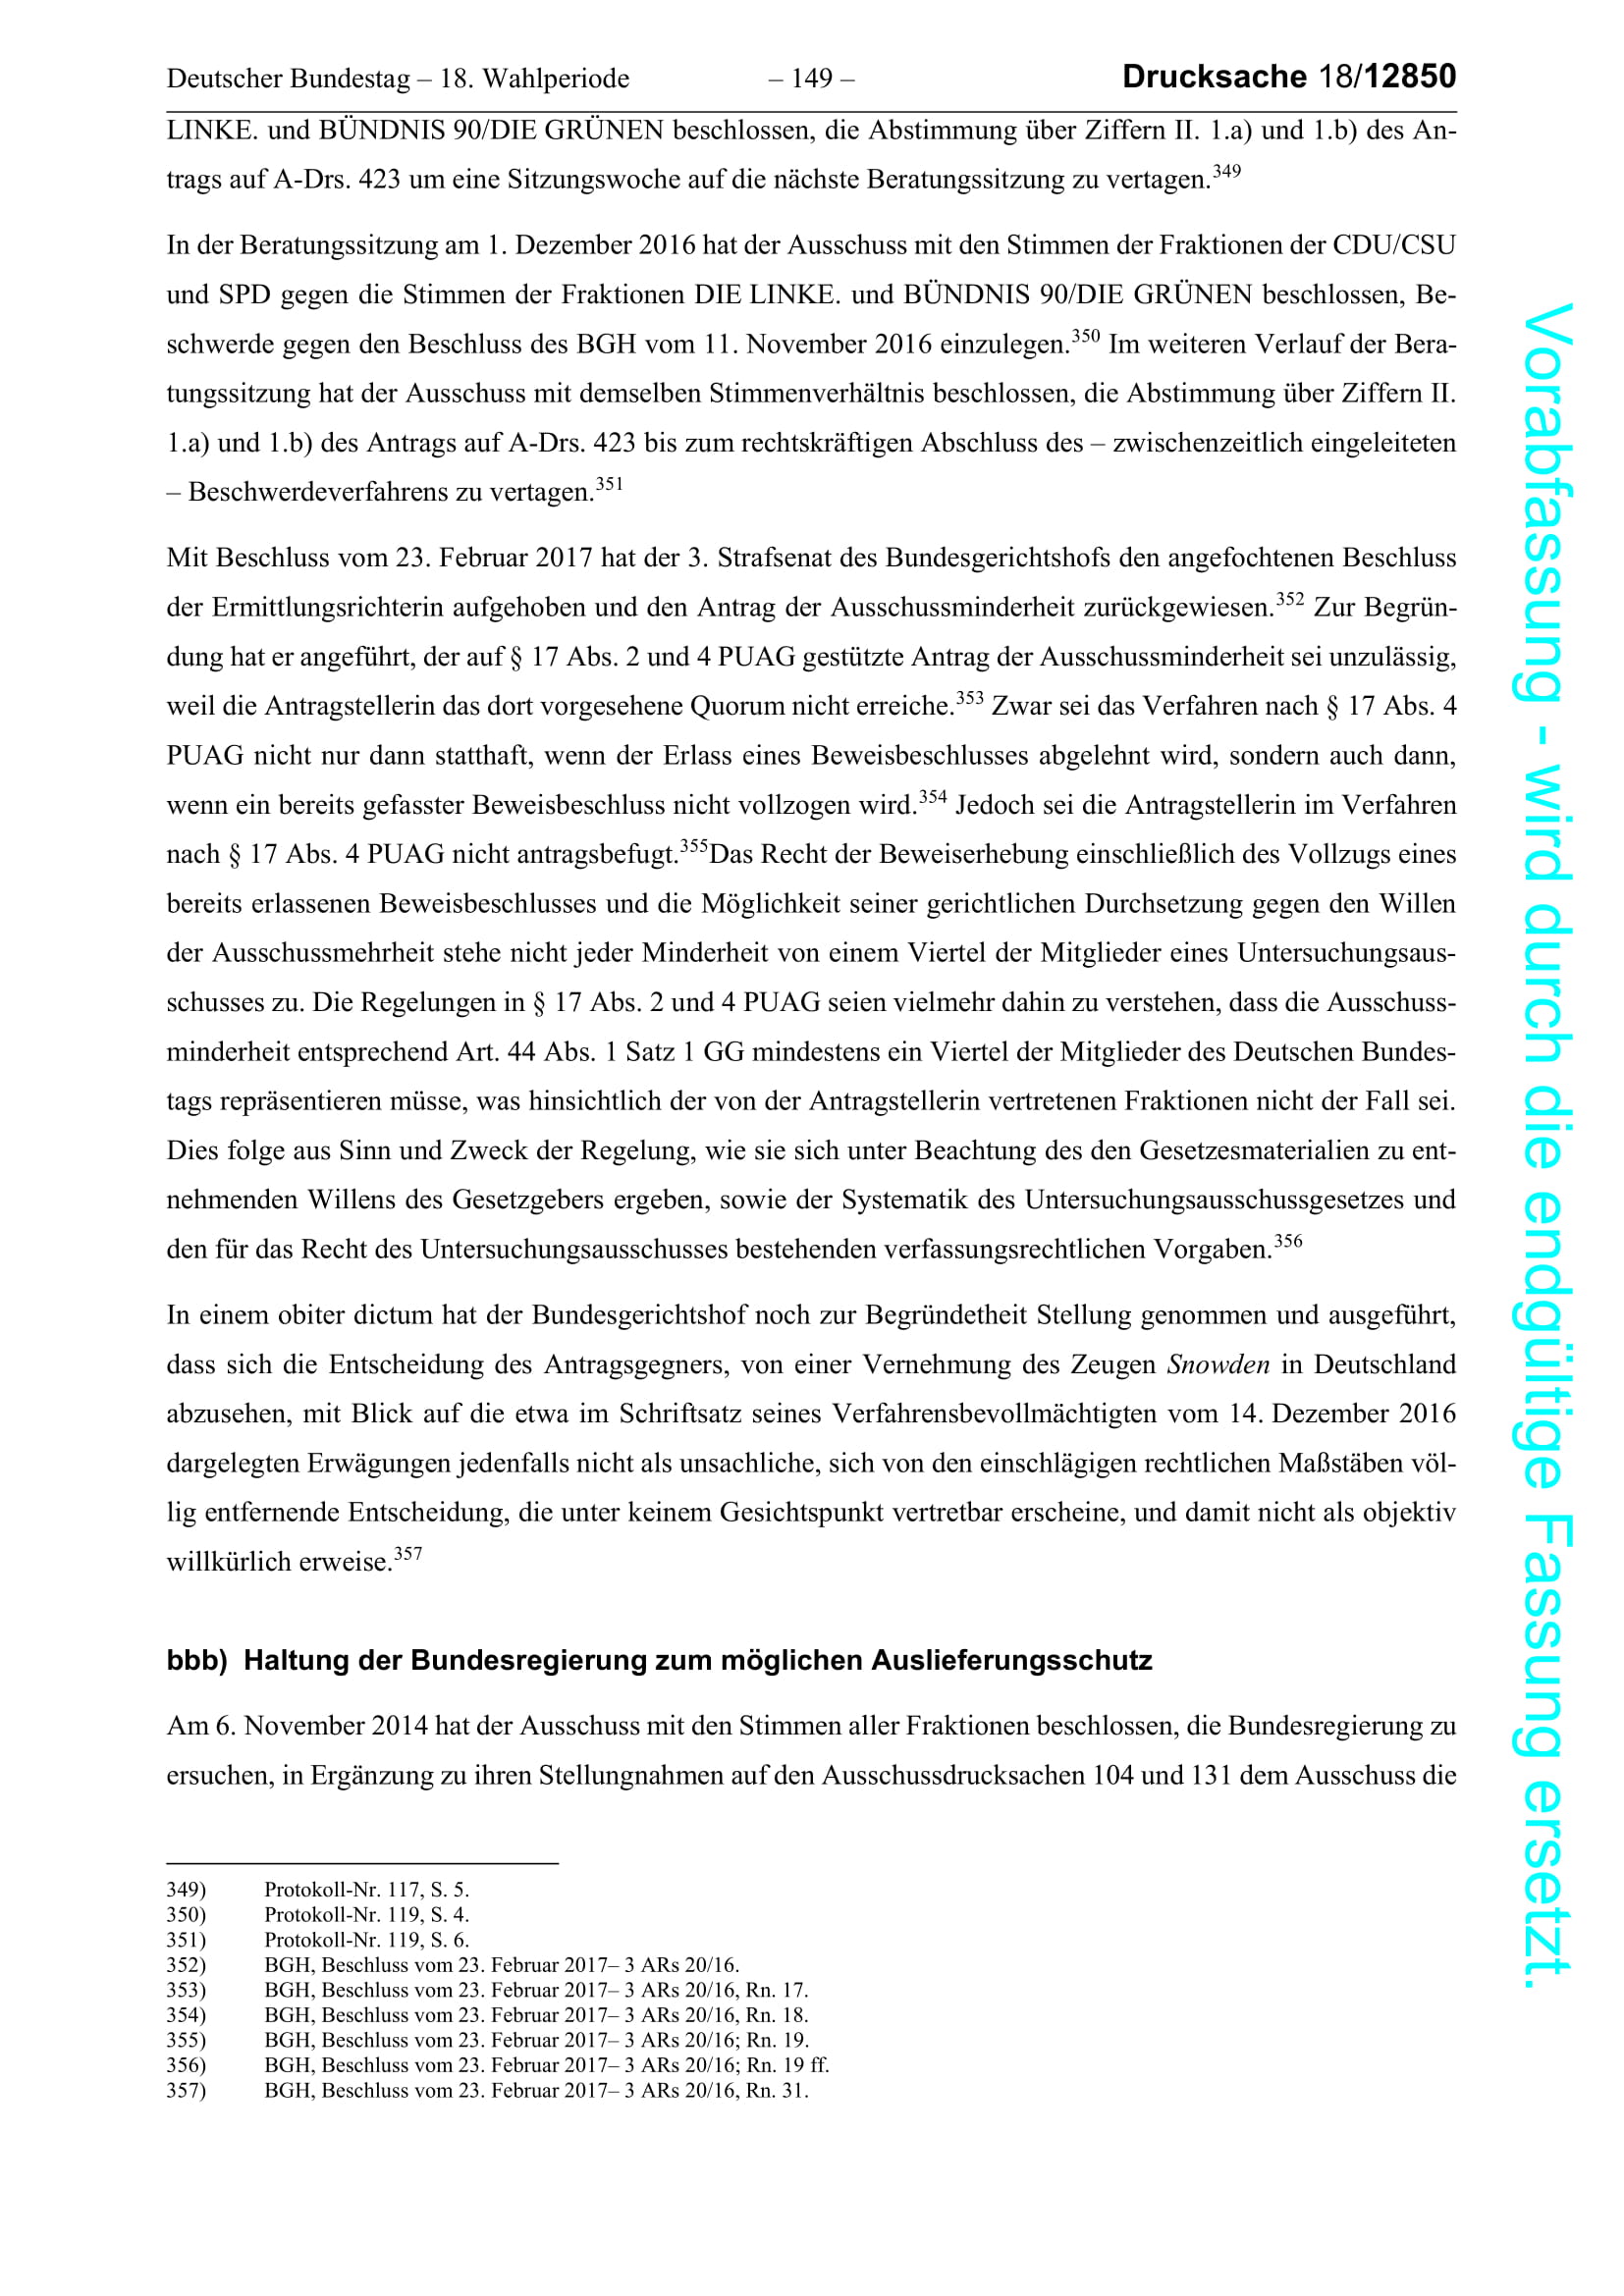 Deutscher Bundestag – 18. Wahlperiode – 149 – Drucksache 18/12850
LINKE. und BÜNDNIS 90/DIE GRÜNEN beschlossen, die Abstimmung über Ziffern II. 1.a) und 1.b) des An-
trags auf A-Drs. 423 um eine Sitzungswoche auf die nächste Beratungssitzung zu vertagen.349
In der Beratungssitzung am 1. Dezember 2016 hat der Ausschuss mit den Stimmen der Fraktionen der CDU/CSU
und SPD gegen die Stimmen der Fraktionen DIE LINKE. und BÜNDNIS 90/DIE GRÜNEN beschlossen, Be-
schwerde gegen den Beschluss des BGH vom 11. November 2016 einzulegen.350 Im weiteren Verlauf der Bera-
tungssitzung hat der Ausschuss mit demselben Stimmenverhältnis beschlossen, die Abstimmung über Ziffern II.
1.a) und 1.b) des Antrags auf A-Drs. 423 bis zum rechtskräftigen Abschluss des – zwischenzeitlich eingeleiteten
– Beschwerdeverfahrens zu vertagen.351
Mit Beschluss vom 23. Februar 2017 hat der 3. Strafsenat des Bundesgerichtshofs den angefochtenen Beschluss
der Ermittlungsrichterin aufgehoben und den Antrag der Ausschussminderheit zurückgewiesen.352 Zur Begrün-
dung hat er angeführt, der auf § 17 Abs. 2 und 4 PUAG gestützte Antrag der Ausschussminderheit sei unzulässig,
weil die Antragstellerin das dort vorgesehene Quorum nicht erreiche.353 Zwar sei das Verfahren nach § 17 Abs. 4
PUAG nicht nur dann statthaft, wenn der Erlass eines Beweisbeschlusses abgelehnt wird, sondern auch dann,
wenn ein bereits gefasster Beweisbeschluss nicht vollzogen wird.354 Jedoch sei die Antragstellerin im Verfahren
nach § 17 Abs. 4 PUAG nicht antragsbefugt.355Das Recht der Beweiserhebung einschließlich des Vollzugs eines
bereits erlassenen Beweisbeschlusses und die Möglichkeit seiner gerichtlichen Durchsetzung gegen den Willen
der Ausschussmehrheit stehe nicht jeder Minderheit von einem Viertel der Mitglieder eines Untersuchungsaus-
schusses zu. Die Regelungen in § 17 Abs. 2 und 4 PUAG seien vielmehr dahin zu verstehen, dass die Ausschuss-
minderheit entsprechend Art. 44 Abs. 1 Satz 1 GG mindestens ein Viertel der Mitglieder des Deutschen Bundes-
tags repräsentieren müsse, was hinsichtlich der von der Antragstellerin vertretenen Fraktionen nicht der Fall sei.
Dies folge aus Sinn und Zweck der Regelung, wie sie sich unter Beachtung des den Gesetzesmaterialien zu ent-
nehmenden Willens des Gesetzgebers ergeben, sowie der Systematik des Untersuchungsausschussgesetzes und
den für das Recht des Untersuchungsausschusses bestehenden verfassungsrechtlichen Vorgaben.356
In einem obiter dictum hat der Bundesgerichtshof noch zur Begründetheit Stellung genommen und ausgeführt,
dass sich die Entscheidung des Antragsgegners, von einer Vernehmung des Zeugen Snowden in Deutschland
abzusehen, mit Blick auf die etwa im Schriftsatz seines Verfahrensbevollmächtigten vom 14. Dezember 2016
dargelegten Erwägungen jedenfalls nicht als unsachliche, sich von den einschlägigen rechtlichen Maßstäben völ-
lig entfernende Entscheidung, die unter keinem Gesichtspunkt vertretbar erscheine, und damit nicht als objektiv
willkürlich erweise.357
bbb) Haltung der Bundesregierung zum möglichen Auslieferungsschutz
Am 6. November 2014 hat der Ausschuss mit den Stimmen aller Fraktionen beschlossen, die Bundesregierung zu
ersuchen, in Ergänzung zu ihren Stellungnahmen auf den Ausschussdrucksachen 104 und 131 dem Ausschuss die
349) Protokoll-Nr. 117, S. 5.
350) Protokoll-Nr. 119, S. 4.
351) Protokoll-Nr. 119, S. 6.
352) BGH, Beschluss vom 23. Februar 2017– 3 ARs 20/16.
353) BGH, Beschluss vom 23. Februar 2017– 3 ARs 20/16, Rn. 17.
354) BGH, Beschluss vom 23. Februar 2017– 3 ARs 20/16, Rn. 18.
355) BGH, Beschluss vom 23. Februar 2017– 3 ARs 20/16; Rn. 19.
356) BGH, Beschluss vom 23. Februar 2017– 3 ARs 20/16; Rn. 19 ff.
357) BGH, Beschluss vom 23. Februar 2017– 3 ARs 20/16, Rn. 31.
Vorabfassung - wird durch die endgültige Fassung ersetzt.